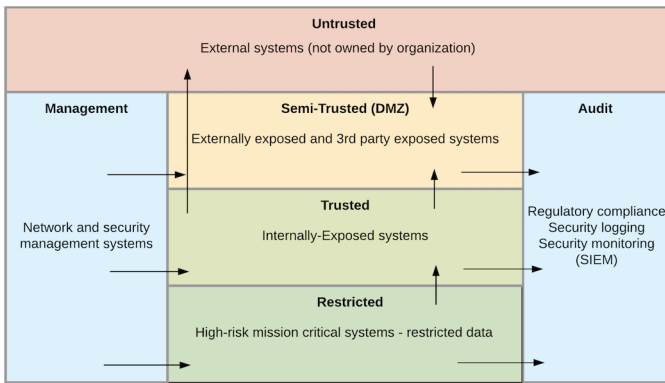 Untrusted
External systems (not owned by organization)
Management
Semi-Trusted (DMZ)
Audit
Externally exposed and 3rd party exposed systems
Trusted
Network and security
management systems
Internally-Exposed systems
Regulatory compliance
Security logging
Security monitoring
(SIEM)
Restricted
High-risk mission critical systems - restricted data